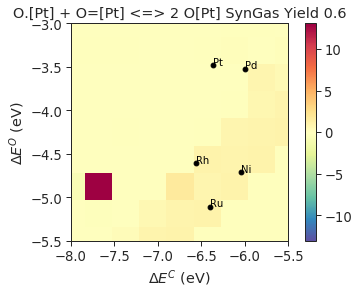 O.[Pt] + O=[Pt] <=> 2 O[Pt] SynGas Yield 0.6
−3.0
−3.5
−4.0
−4.5
−5.0
−5.5
ΔE^O (eV)
Pt
Pd
Rh
Ni
Ru
−8.0 −7.5 −7.0 −6.5 −6.0 −5.5
ΔE^C (eV)
10
5
0
−5
−10